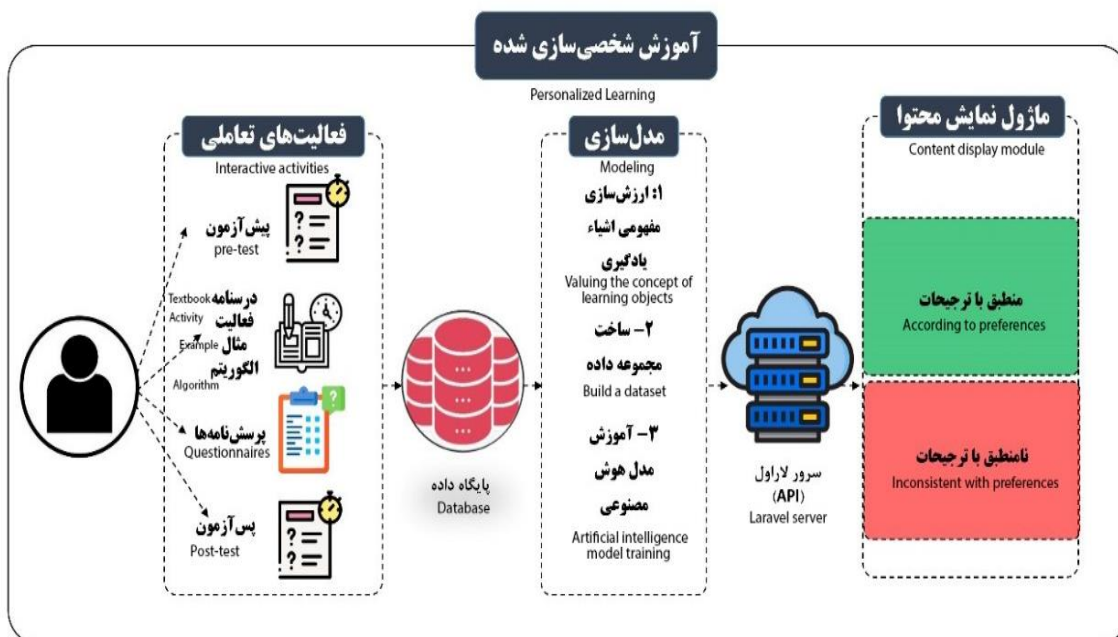 آموزش شخصی‌سازی شده
Personalized Learning
فعالیت‌های تعاملی
Interactive activities
پیش‌آزمون
pre-test
درسنامه
Textbook
فعالیت
Activity
مثال
Example
الگوریتم
Algorithm
پرسش‌نامه‌ها
Questionnaires
پس‌آزمون
Post-test
پایگاه داده
Database
مدل‌سازی
Modeling
۱: ارزش‌سازی
مفهومی اشیاء
یادگیری
Valuing the concept of
learning objects
۲- ساخت
مجموعه داده
Build a dataset
۳- آموزش
مدل هوش
مصنوعی
Artificial intelligence
model training
سرور لاراول
(API)
Laravel server
ماژول نمایش محتوا
Content display module
منطبق با ترجیحات
According to preferences
نامنطبق با ترجیحات
Inconsistent with preferences